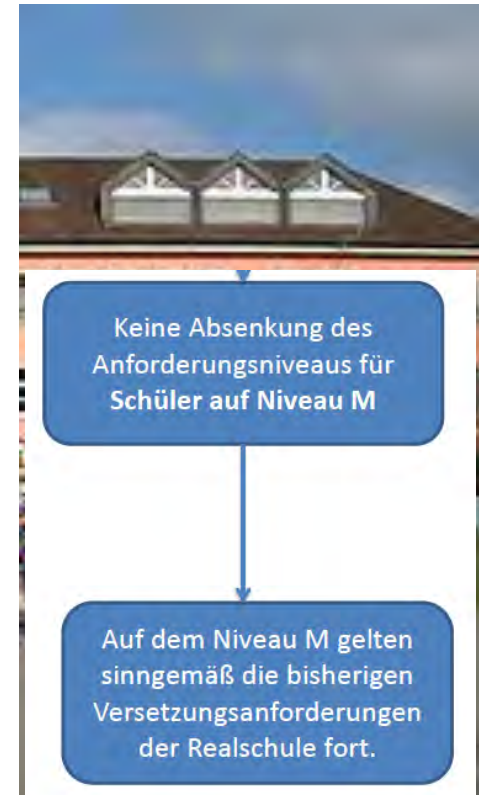 Keine Absenkung des
Anforderungsniveaus für
Schüler auf Niveau M
Auf dem Niveau M gelten
sinngemäß die bisherigen
Versetzungsanforderungen
der Realschule fort.